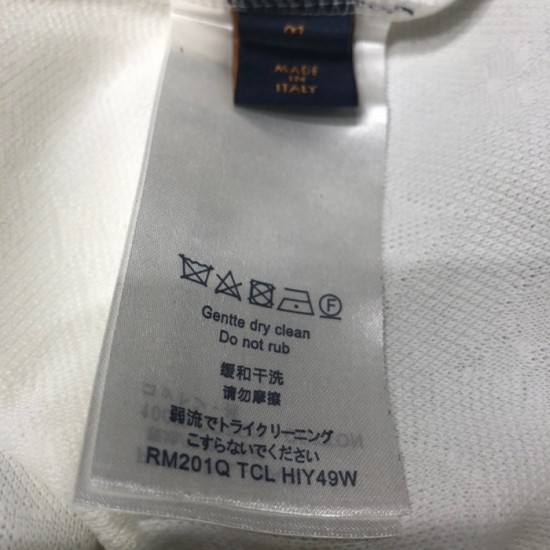 MADE
IN
ITALY
F
Gentte dry clean
Do not rub
缓和干洗
请勿摩擦
弱流でトライクリーニング
こすらないでください
RM201Q TCL HIY49W